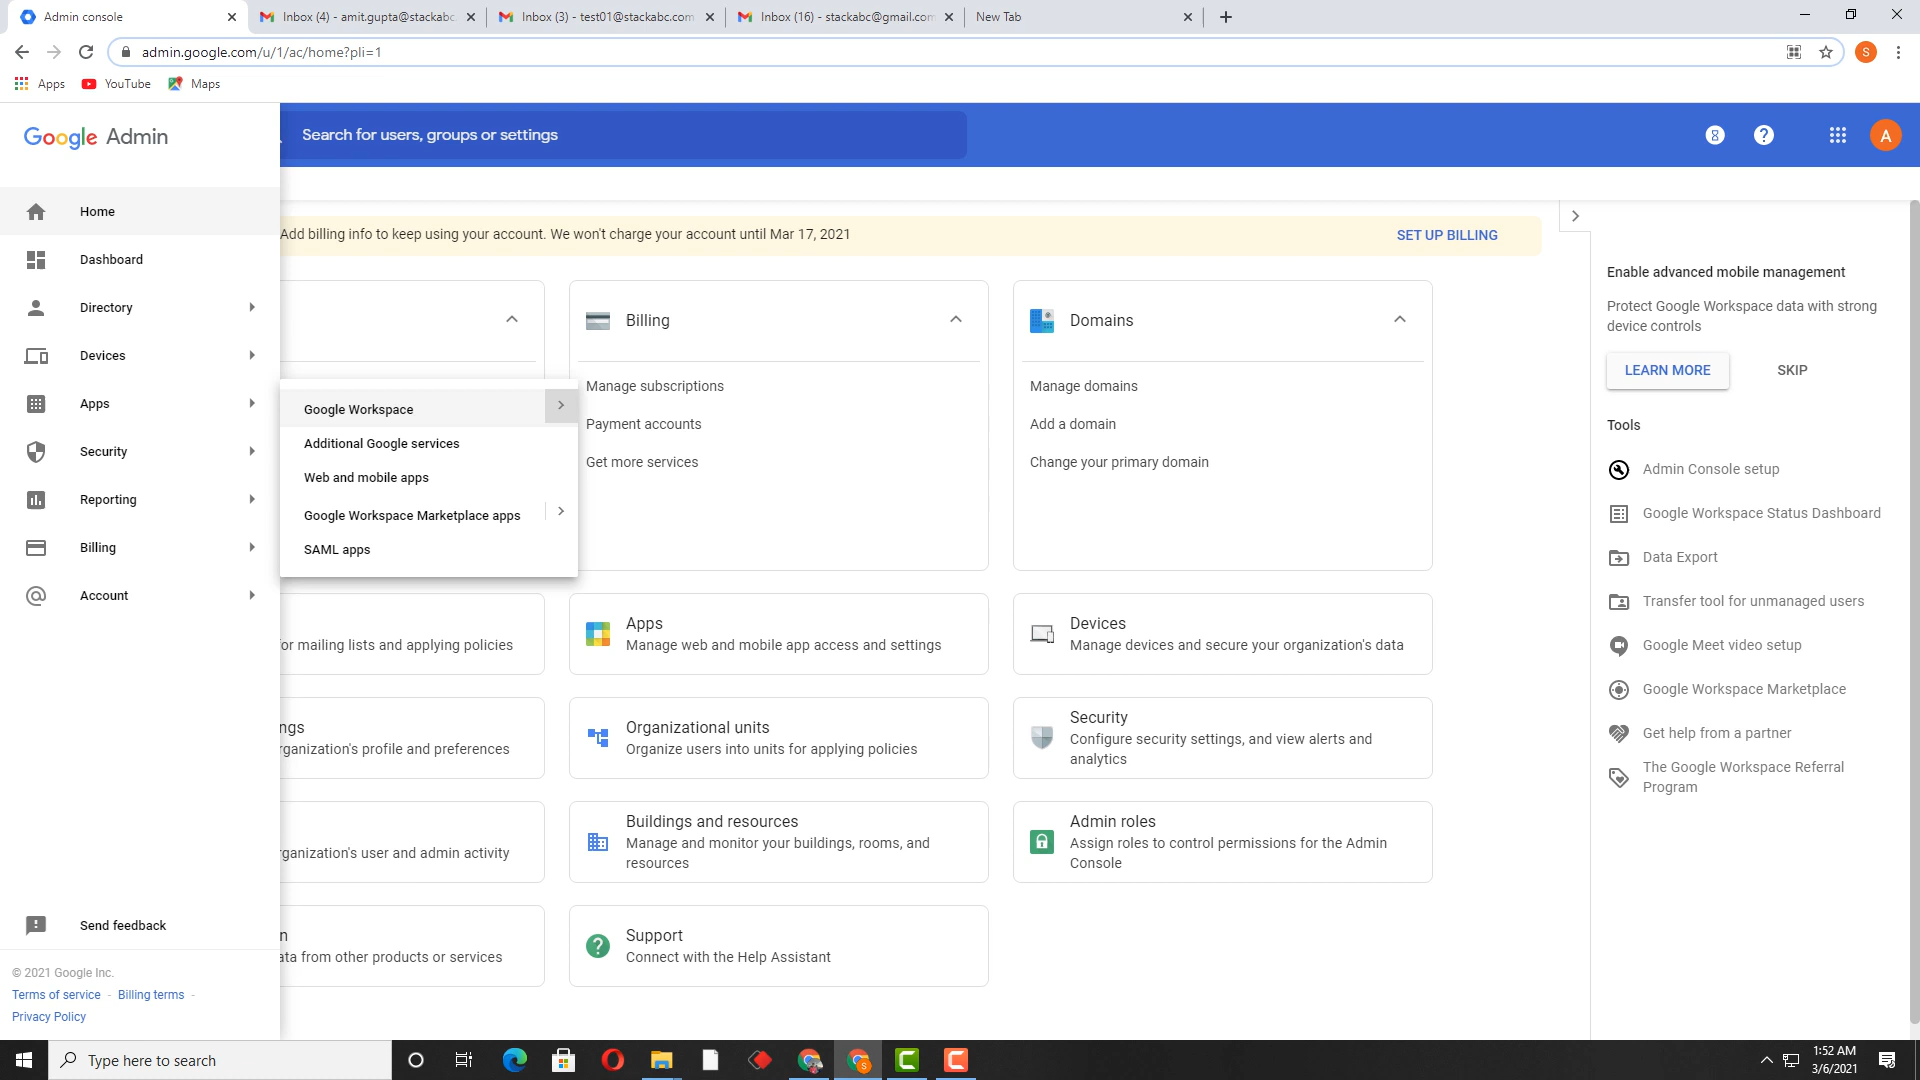 Admin console
Inbox (4) - amit.gupta@stackabc.
Inbox (3) - test01@stackabc.com
Inbox (16) - stackabc@gmail.com
New Tab
admin.google.com/u/1/ac/home?pli=1
S
Apps
YouTube
Maps
Google Admin
Search for users, groups or settings
A
Home
Dashboard
Directory
Devices
Apps
Security
Reporting
Billing
Account
Google Workspace
Additional Google services
Web and mobile apps
Google Workspace Marketplace apps
SAML apps
Add billing info to keep using your account. We won't charge your account until Mar 17, 2021
SET UP BILLING
Billing
Manage subscriptions
Payment accounts
Get more services
Domains
Manage domains
Add a domain
Change your primary domain
or mailing lists and applying policies
Apps
Manage web and mobile app access and settings
Devices
Manage devices and secure your organization's data
ngs
rganization's profile and preferences
Organizational units
Organize users into units for applying policies
Security
Configure security settings, and view alerts and
analytics
rganization's user and admin activity
Buildings and resources
Manage and monitor your buildings, rooms, and
resources
Admin roles
Assign roles to control permissions for the Admin
Console
n
ata from other products or services
Support
Connect with the Help Assistant
Enable advanced mobile management
Protect Google Workspace data with strong
device controls
LEARN MORE
SKIP
Tools
Admin Console setup
Google Workspace Status Dashboard
Data Export
Transfer tool for unmanaged users
Google Meet video setup
Google Workspace Marketplace
Get help from a partner
The Google Workspace Referral
Program
Send feedback
© 2021 Google Inc.
Terms of service - Billing terms -
Privacy Policy
Type here to search
1:52 AM
3/6/2021